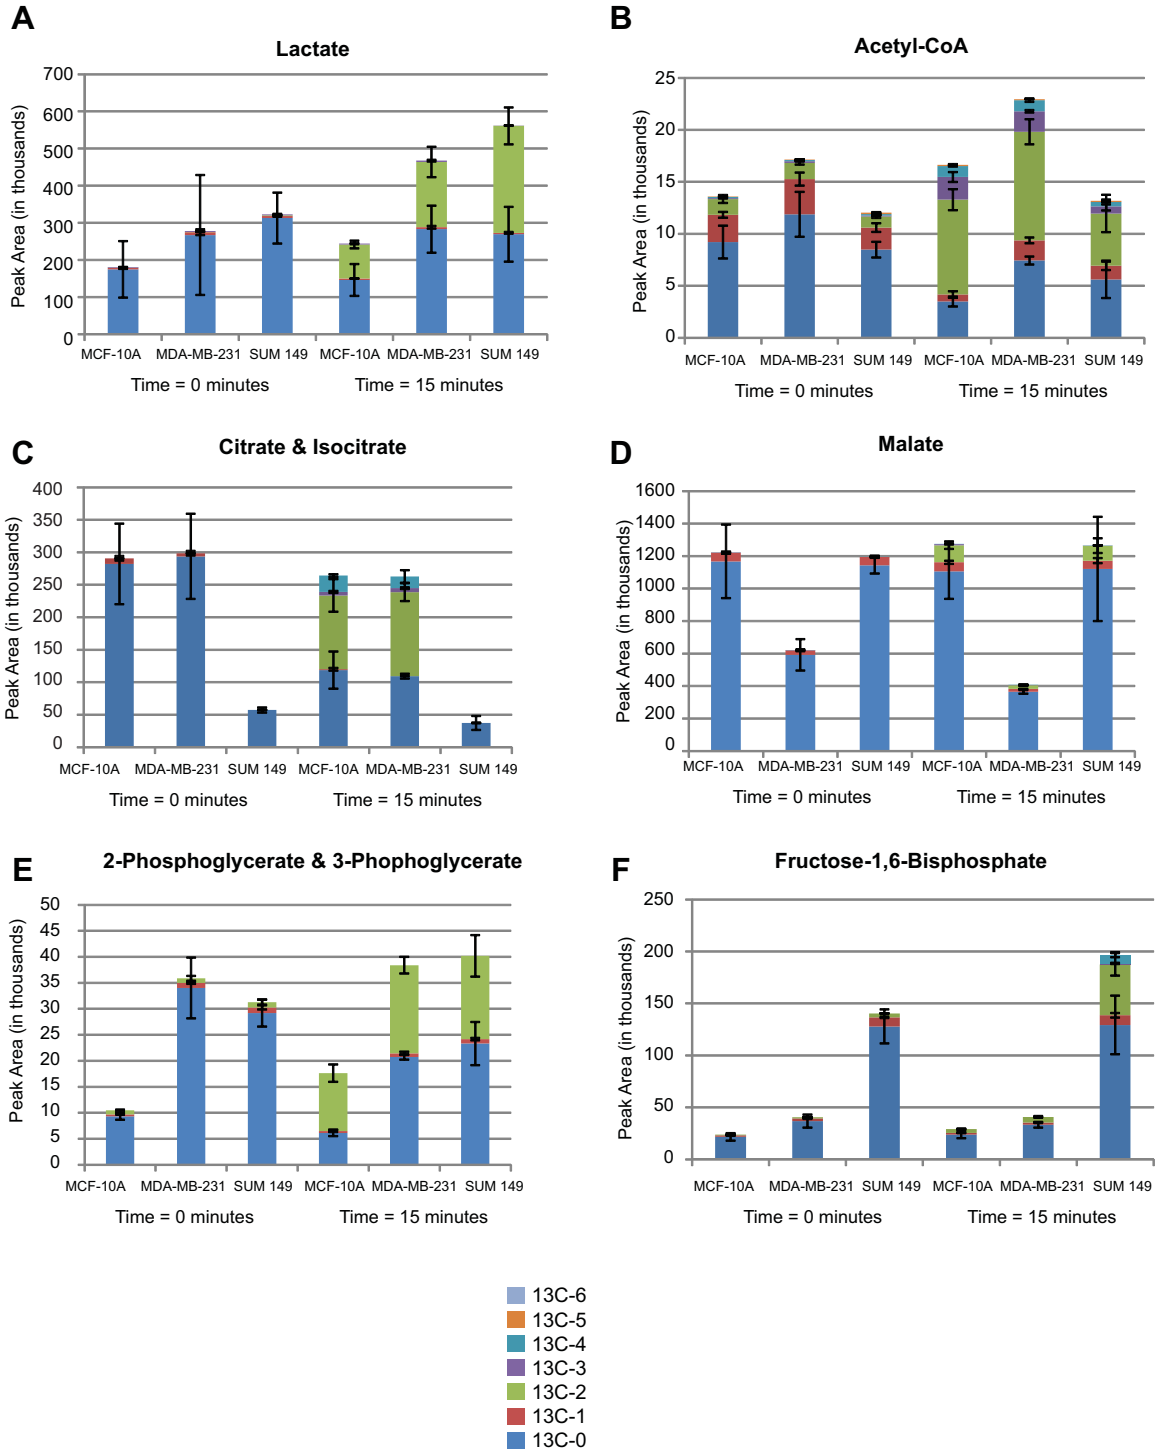 A
Lactate
Peak Area (in thousands)
700
600
500
400
300
200
100
0
MCF-10A MDA-MB-231 SUM 149 MCF-10A MDA-MB-231 SUM 149
Time = 0 minutes Time = 15 minutes
B
Acetyl-CoA
Peak Area (in thousands)
25
20
15
10
5
0
MCF-10A MDA-MB-231 SUM 149 MCF-10A MDA-MB-231 SUM 149
Time = 0 minutes Time = 15 minutes
C
Citrate & Isocitrate
Peak Area (in thousands)
400
350
300
250
200
150
100
50
0
MCF-10A MDA-MB-231 SUM 149 MCF-10A MDA-MB-231 SUM 149
Time = 0 minutes Time = 15 minutes
D
Malate
Peak Area (in thousands)
1600
1400
1200
1000
800
600
400
200
0
MCF-10A MDA-MB-231 SUM 149 MCF-10A MDA-MB-231 SUM 149
Time = 0 minutes Time = 15 minutes
E
2-Phosphoglycerate & 3-Phophoglycerate
Peak Area (in thousands)
50
45
40
35
30
25
20
15
10
5
0
MCF-10A MDA-MB-231 SUM 149 MCF-10A MDA-MB-231 SUM 149
Time = 0 minutes Time = 15 minutes
F
Fructose-1,6-Bisphosphate
Peak Area (in thousands)
250
200
150
100
50
0
MCF-10A MDA-MB-231 SUM 149 MCF-10A MDA-MB-231 SUM 149
Time = 0 minutes Time = 15 minutes
13C-6
13C-5
13C-4
13C-3
13C-2
13C-1
13C-0